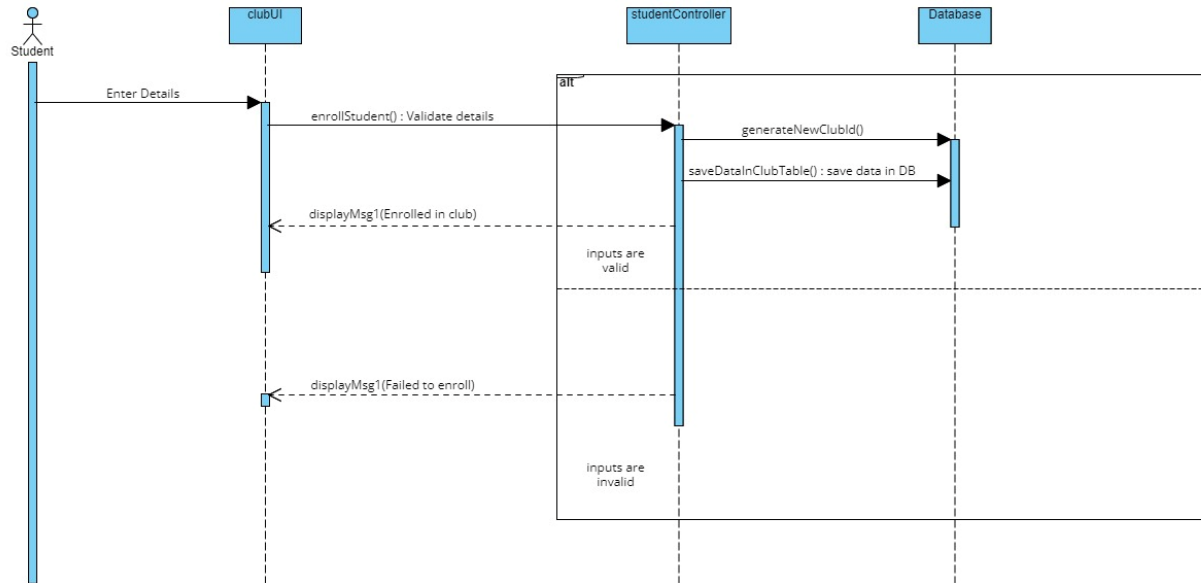 clubUI
studentController
Database
Student
alt
Enter Details
enrollStudent() : Validate details
generateNewClubId()
saveDataInClubTable() : save data in DB
displayMsg1(Enrolled in club)
inputs are
valid
displayMsg1(Failed to enroll)
inputs are
invalid